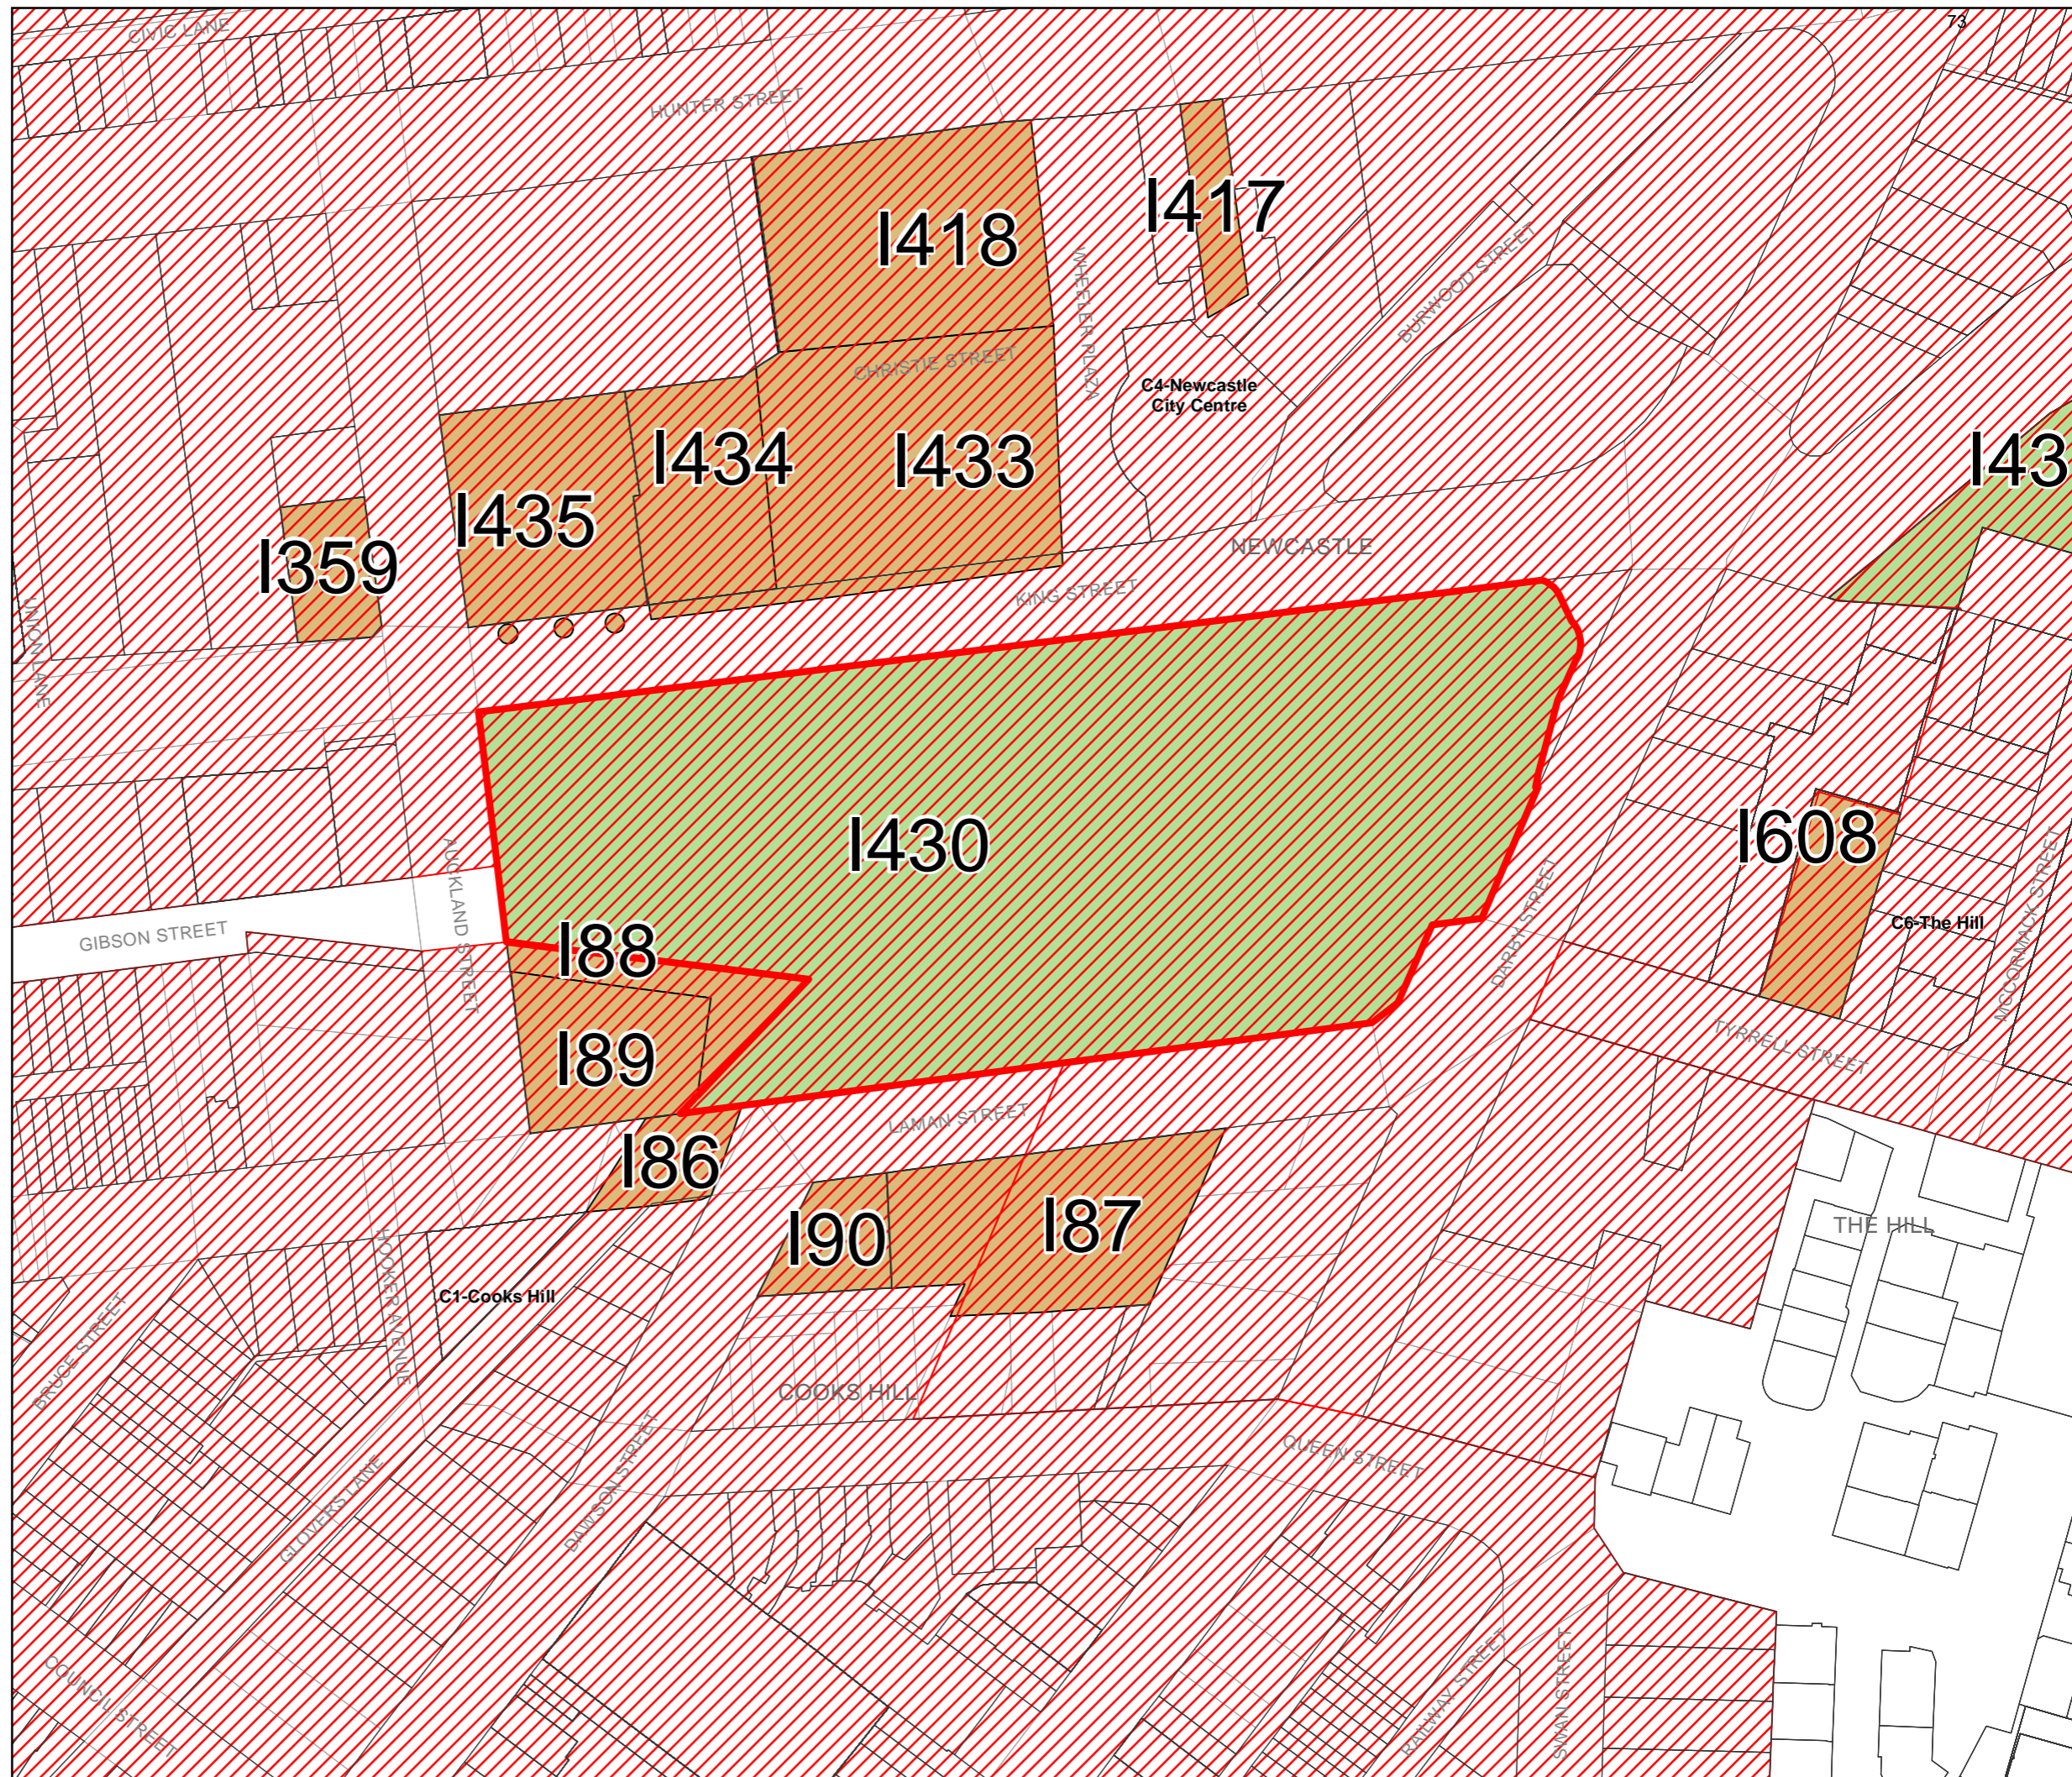 73
CIVIC LANE
HUNTER STREET
I417
I418
WHEELER PLAZA
BURWOOD STREET
CHRISTIE STREET
C4-Newcastle
City Centre
I434
I433
I43
I435
I359
NEWCASTLE
KING STREET
UNION LANE
I430
I608
AUCKLAND STREET
GIBSON STREET
I88
DARBY STREET
C6-The Hill
MCCORMACK STREET
I89
TYRRELL STREET
LAMAN STREET
I86
I90
I87
THE HILL
HOOKER AVENUE
C1-Cooks Hill
BRUCE STREET
COOKS HILL
QUEEN STREET
GLOVERS LANE
DAWSON STREET
COUNCIL STREET
RAILWAY STREET
SWAN STREET